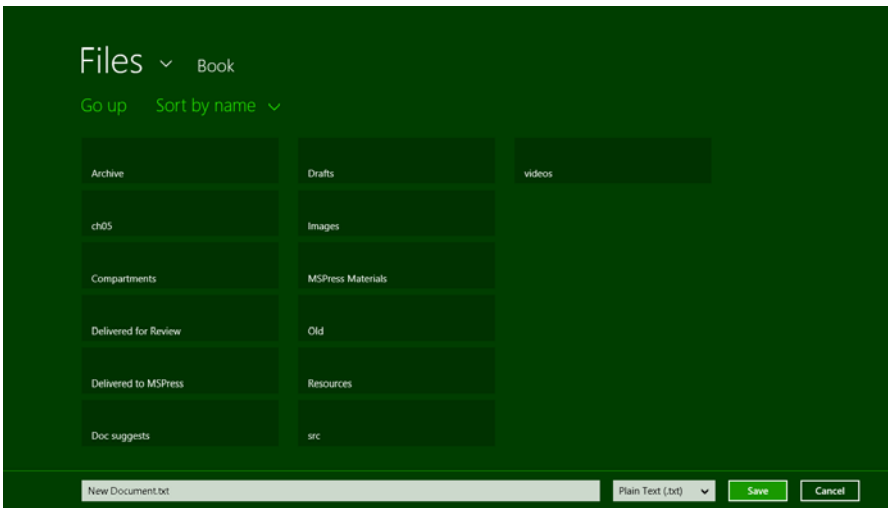 Files Book
Go up Sort by name
Archive Drafts videos
ch05 Images
Compartments MSPress Materials
Delivered for Review Old
Delivered to MSPress Resources
Doc suggests src
New Document.txt Plain Text (.txt) Save Cancel